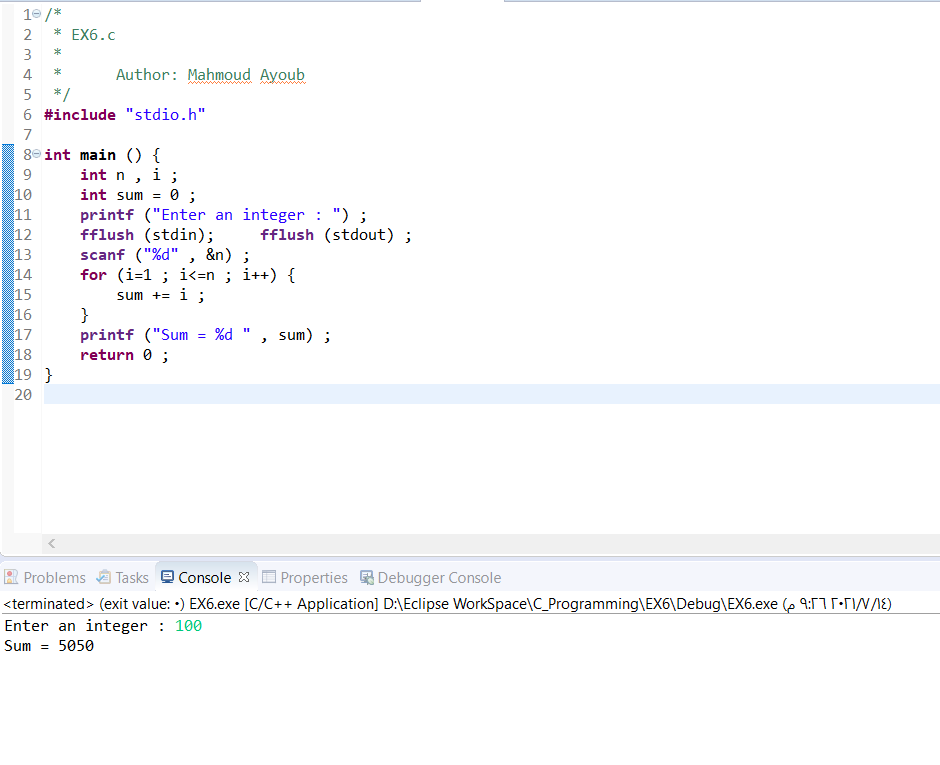 1 /*
2  * EX6.c
3  *
4  *      Author: Mahmoud Ayoub
5  */
6 #include "stdio.h"
7
8 int main () {
9     int n , i ;
10     int sum = 0 ;
11     printf ("Enter an integer : ") ;
12     fflush (stdin);     fflush (stdout) ;
13     scanf ("%d" , &n) ;
14     for (i=1 ; i<=n ; i++) {
15         sum += i ;
16     }
17     printf ("Sum = %d " , sum) ;
18     return 0 ;
19 }
20
Problems Tasks Console Properties Debugger Console
<terminated> (exit value: ٠) EX6.exe [C/C++ Application] D:\Eclipse WorkSpace\C_Programming\EX6\Debug\EX6.exe (م ٩:٢٦ ٢٠٢١/٧/١٤)
Enter an integer : 100
Sum = 5050